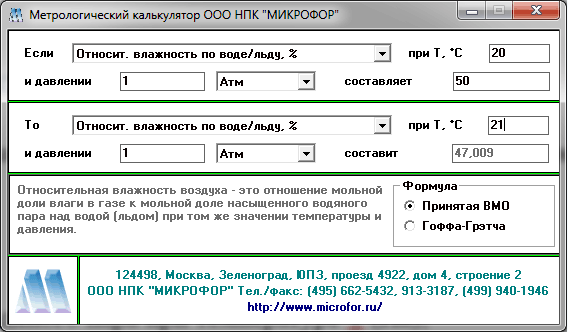 Метрологический калькулятор ООО НПК "МИКРОФОР"
Если Относит. влажность по воде/льду, % при Т, °С 20
и давлении 1 Атм составляет 50
То Относит. влажность по воде/льду, % при Т, °С 21
и давлении 1 Атм составит 47,009
Относительная влажность воздуха - это отношение мольной
доли влаги в газе к мольной доле насыщенного водяного
пара над водой (льдом) при том же значении температуры и
давления.
Формула
Принятая ВМО
Гоффа-Грэтча
124498, Москва, Зеленоград, ЮПЗ, проезд 4922, дом 4, строение 2
ООО НПК "МИКРОФОР" Тел./Факс: (495) 662-5432, 913-3187, (499) 940-1946
http://www.microfor.ru/